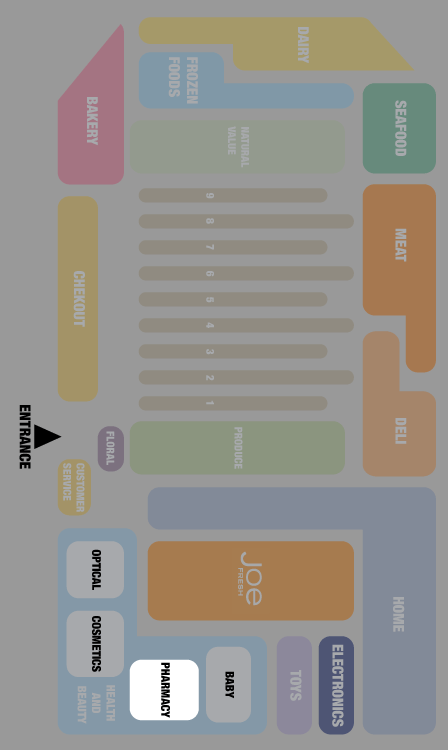 DAIRY
FROZEN
FOODS
BAKERY
NATURAL
VALUE
SEAFOOD
9
8
7
6
5
4
3
2
1
MEAT
CHEKOUT
DELI
ENTRANCE
FLORAL
PRODUCE
CUSTOMER
SERVICE
OPTICAL
JOE
FRESH
HOME
COSMETICS
HEALTH
AND
BEAUTY
PHARMACY
BABY
TOYS
ELECTRONICS